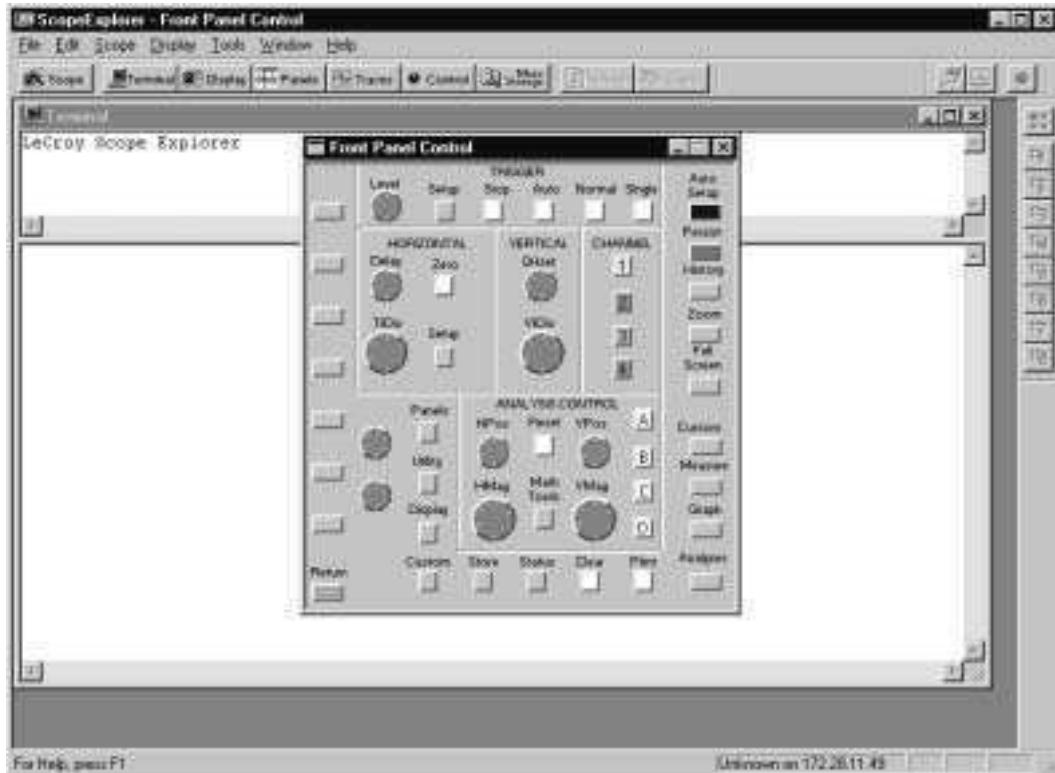 ScopeExplorer - Front Panel Control
File Edit Scope Display Tools Window Help
Scope Terminal Display Panels Traces Control
Terminal
LeCroy Scope Explorer
Front Panel Control
TRIGGER
Level Setup Stop Auto Normal Single
Auto Setup
HORIZONTAL VERTICAL CHANNEL
Delay Zero Offset 1
History
2
Zoom
T/Div Setup V/Div 3
Full Screen
4
ANALYSIS CONTROL
Panels HPos Reset VPos A
Cursors
Utility B
Measure
HMag Math Tools VMag C
Graph
Display D
Analyzer
Return Custom Store Status Clear Print
For Help, press F1
Unknown on 172.28.11.49